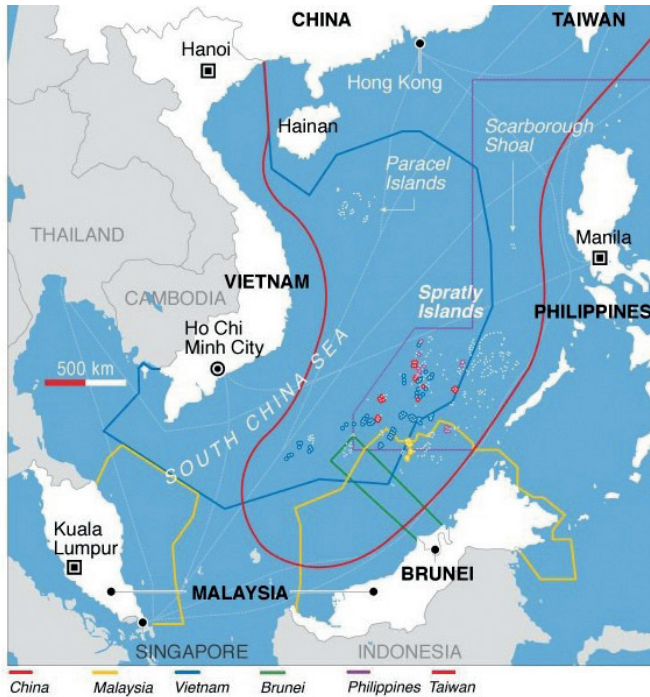 CHINA
TAIWAN
Hanoi
Hong Kong
Hainan
Scarborough
Shoal
Paracel
Islands
THAILAND
Manila
VIETNAM
CAMBODIA
Spratly
Islands
PHILIPPINES
Ho Chi
Minh City
500 km
SOUTH CHINA SEA
Kuala
Lumpur
MALAYSIA
BRUNEI
SINGAPORE
INDONESIA
China
Malaysia
Vietnam
Brunei
Philippines
Taiwan